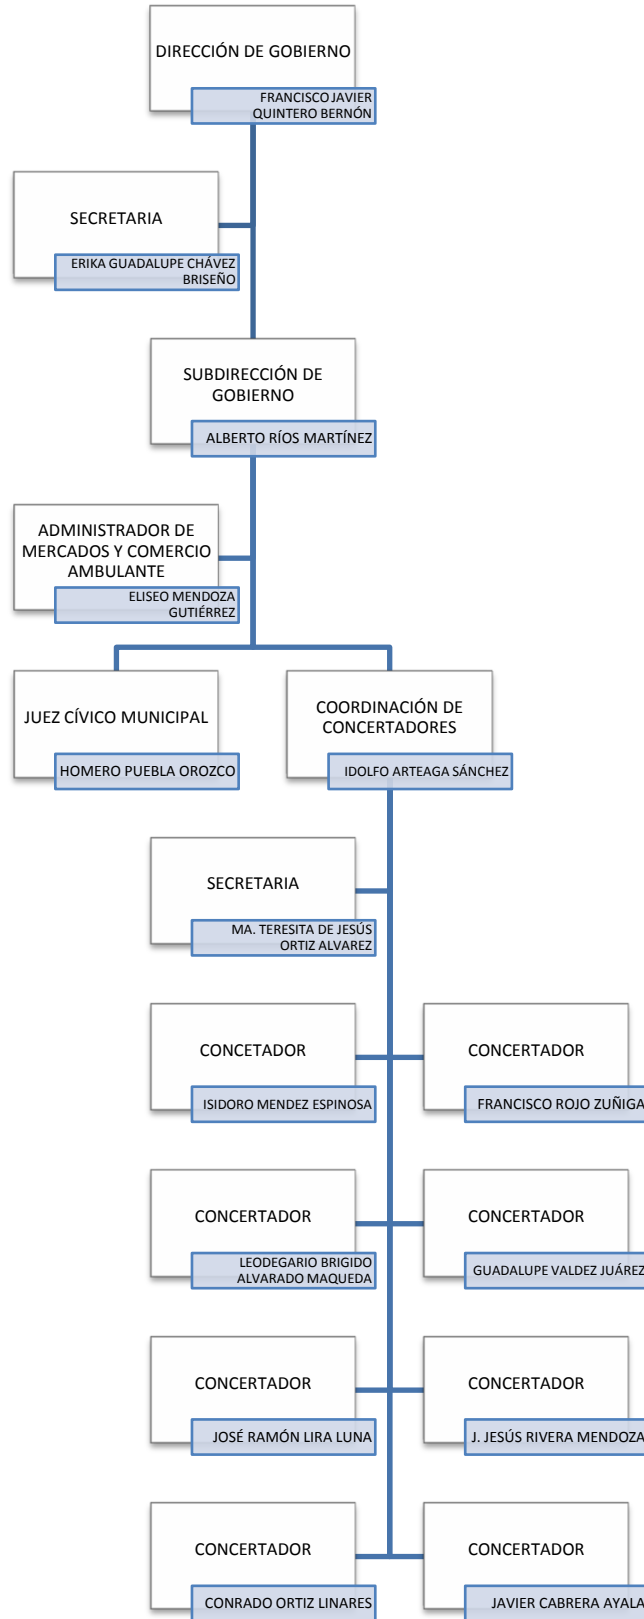 DIRECCIÓN DE GOBIERNO
FRANCISCO JAVIER
QUINTERO BERNÓN
SECRETARIA
ERIKA GUADALUPE CHÁVEZ
BRISEÑO
SUBDIRECCIÓN DE
GOBIERNO
ALBERTO RÍOS MARTÍNEZ
ADMINISTRADOR DE
MERCADOS Y COMERCIO
AMBULANTE
ELISEO MENDOZA
GUTIÉRREZ
JUEZ CÍVICO MUNICIPAL
HOMERO PUEBLA OROZCO
COORDINACIÓN DE
CONCERTADORES
IDOLFO ARTEAGA SÁNCHEZ
SECRETARIA
MA. TERESITA DE JESÚS
ORTIZ ALVAREZ
CONCETADOR
ISIDORO MENDEZ ESPINOSA
CONCERTADOR
FRANCISCO ROJO ZUÑIGA
CONCERTADOR
LEODEGARIO BRIGIDO
ALVARADO MAQUEDA
CONCERTADOR
GUADALUPE VALDEZ JUÁREZ
CONCERTADOR
JOSÉ RAMÓN LIRA LUNA
CONCERTADOR
J. JESÚS RIVERA MENDOZA
CONCERTADOR
CONRADO ORTIZ LINARES
CONCERTADOR
JAVIER CABRERA AYALA